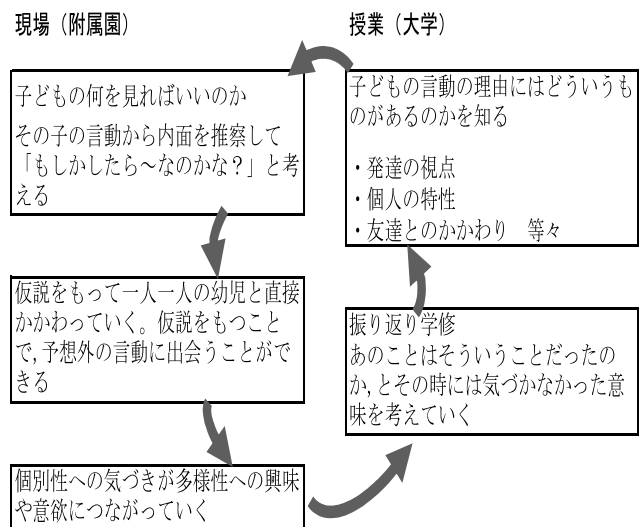 現場（附属園）
子どもの何を見ればいいのか
その子の言動から内面を推察して
「もしかしたら～なのかな？」と考
える
仮説をもって一人一人の幼児と直接
かかわっていく。仮説をもつこと
で,予想外の言動に出会うことがで
きる
個別性への気づきが多様性への興味
や意欲につながっていく
授業（大学）
子どもの言動の理由にはどういうも
のがあるのかを知る
・発達の視点
・個人の特性
・友達とのかかわり　等々
振り返り学修
あのことはそういうことだったの
か,とその時には気づかなかった意
味を考えていく